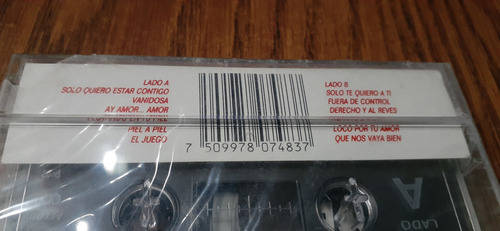 LADO A
SOLO QUIERO ESTAR CONTIGO
VANIDOSA
AY AMOR... AMOR
PIEL A PIEL
EL JUEGO
7 509978 074837
LADO B
SOLO TE QUIERO A TI
FUERA DE CONTROL
DERECHO Y AL REVES
LOCO POR TU AMOR
QUE NOS VAYA BIEN
A
LADO